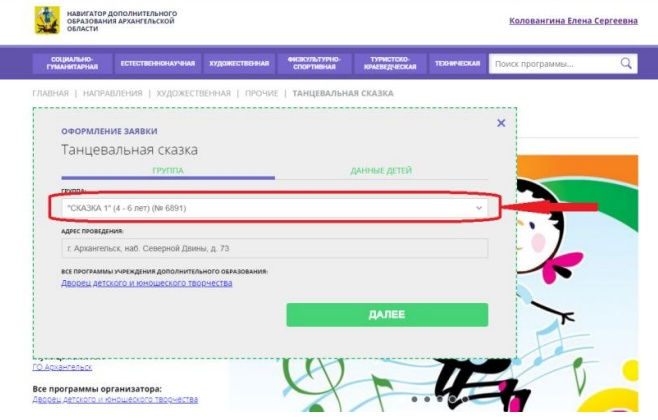 НАВИГАТОР ДОПОЛНИТЕЛЬНОГО
ОБРАЗОВАНИЯ АРХАНГЕЛЬСКОЙ
ОБЛАСТИ
Коловангина Елена Сергеевна
СОЦИАЛЬНО-
ГУМАНИТАРНАЯ
ЕСТЕСТВЕННОНАУЧНАЯ
ХУДОЖЕСТВЕННАЯ
ФИЗКУЛЬТУРНО-
СПОРТИВНАЯ
ТУРИСТСКО-
КРАЕВЕДЧЕСКАЯ
ТЕХНИЧЕСКАЯ
Поиск программы...
ГЛАВНАЯ | НАПРАВЛЕНИЯ | ХУДОЖЕСТВЕННАЯ | ПРОЧИЕ | ТАНЦЕВАЛЬНАЯ СКАЗКА
ОФОРМЛЕНИЕ ЗАЯВКИ
Танцевальная сказка
ГРУППА
ДАННЫЕ ДЕТЕЙ
ГРУППА:
"СКАЗКА 1" (4 - 6 лет) (№ 6891)
АДРЕС ПРОВЕДЕНИЯ:
г. Архангельск, наб. Северной Двины, д. 73
ВСЕ ПРОГРАММЫ УЧРЕЖДЕНИЯ ДОПОЛНИТЕЛЬНОГО ОБРАЗОВАНИЯ:
Дворец детского и юношеского творчества
ДАЛЕЕ
ГО Архангельск
Все программы организатора:
Дворец детского и юношеского творчества